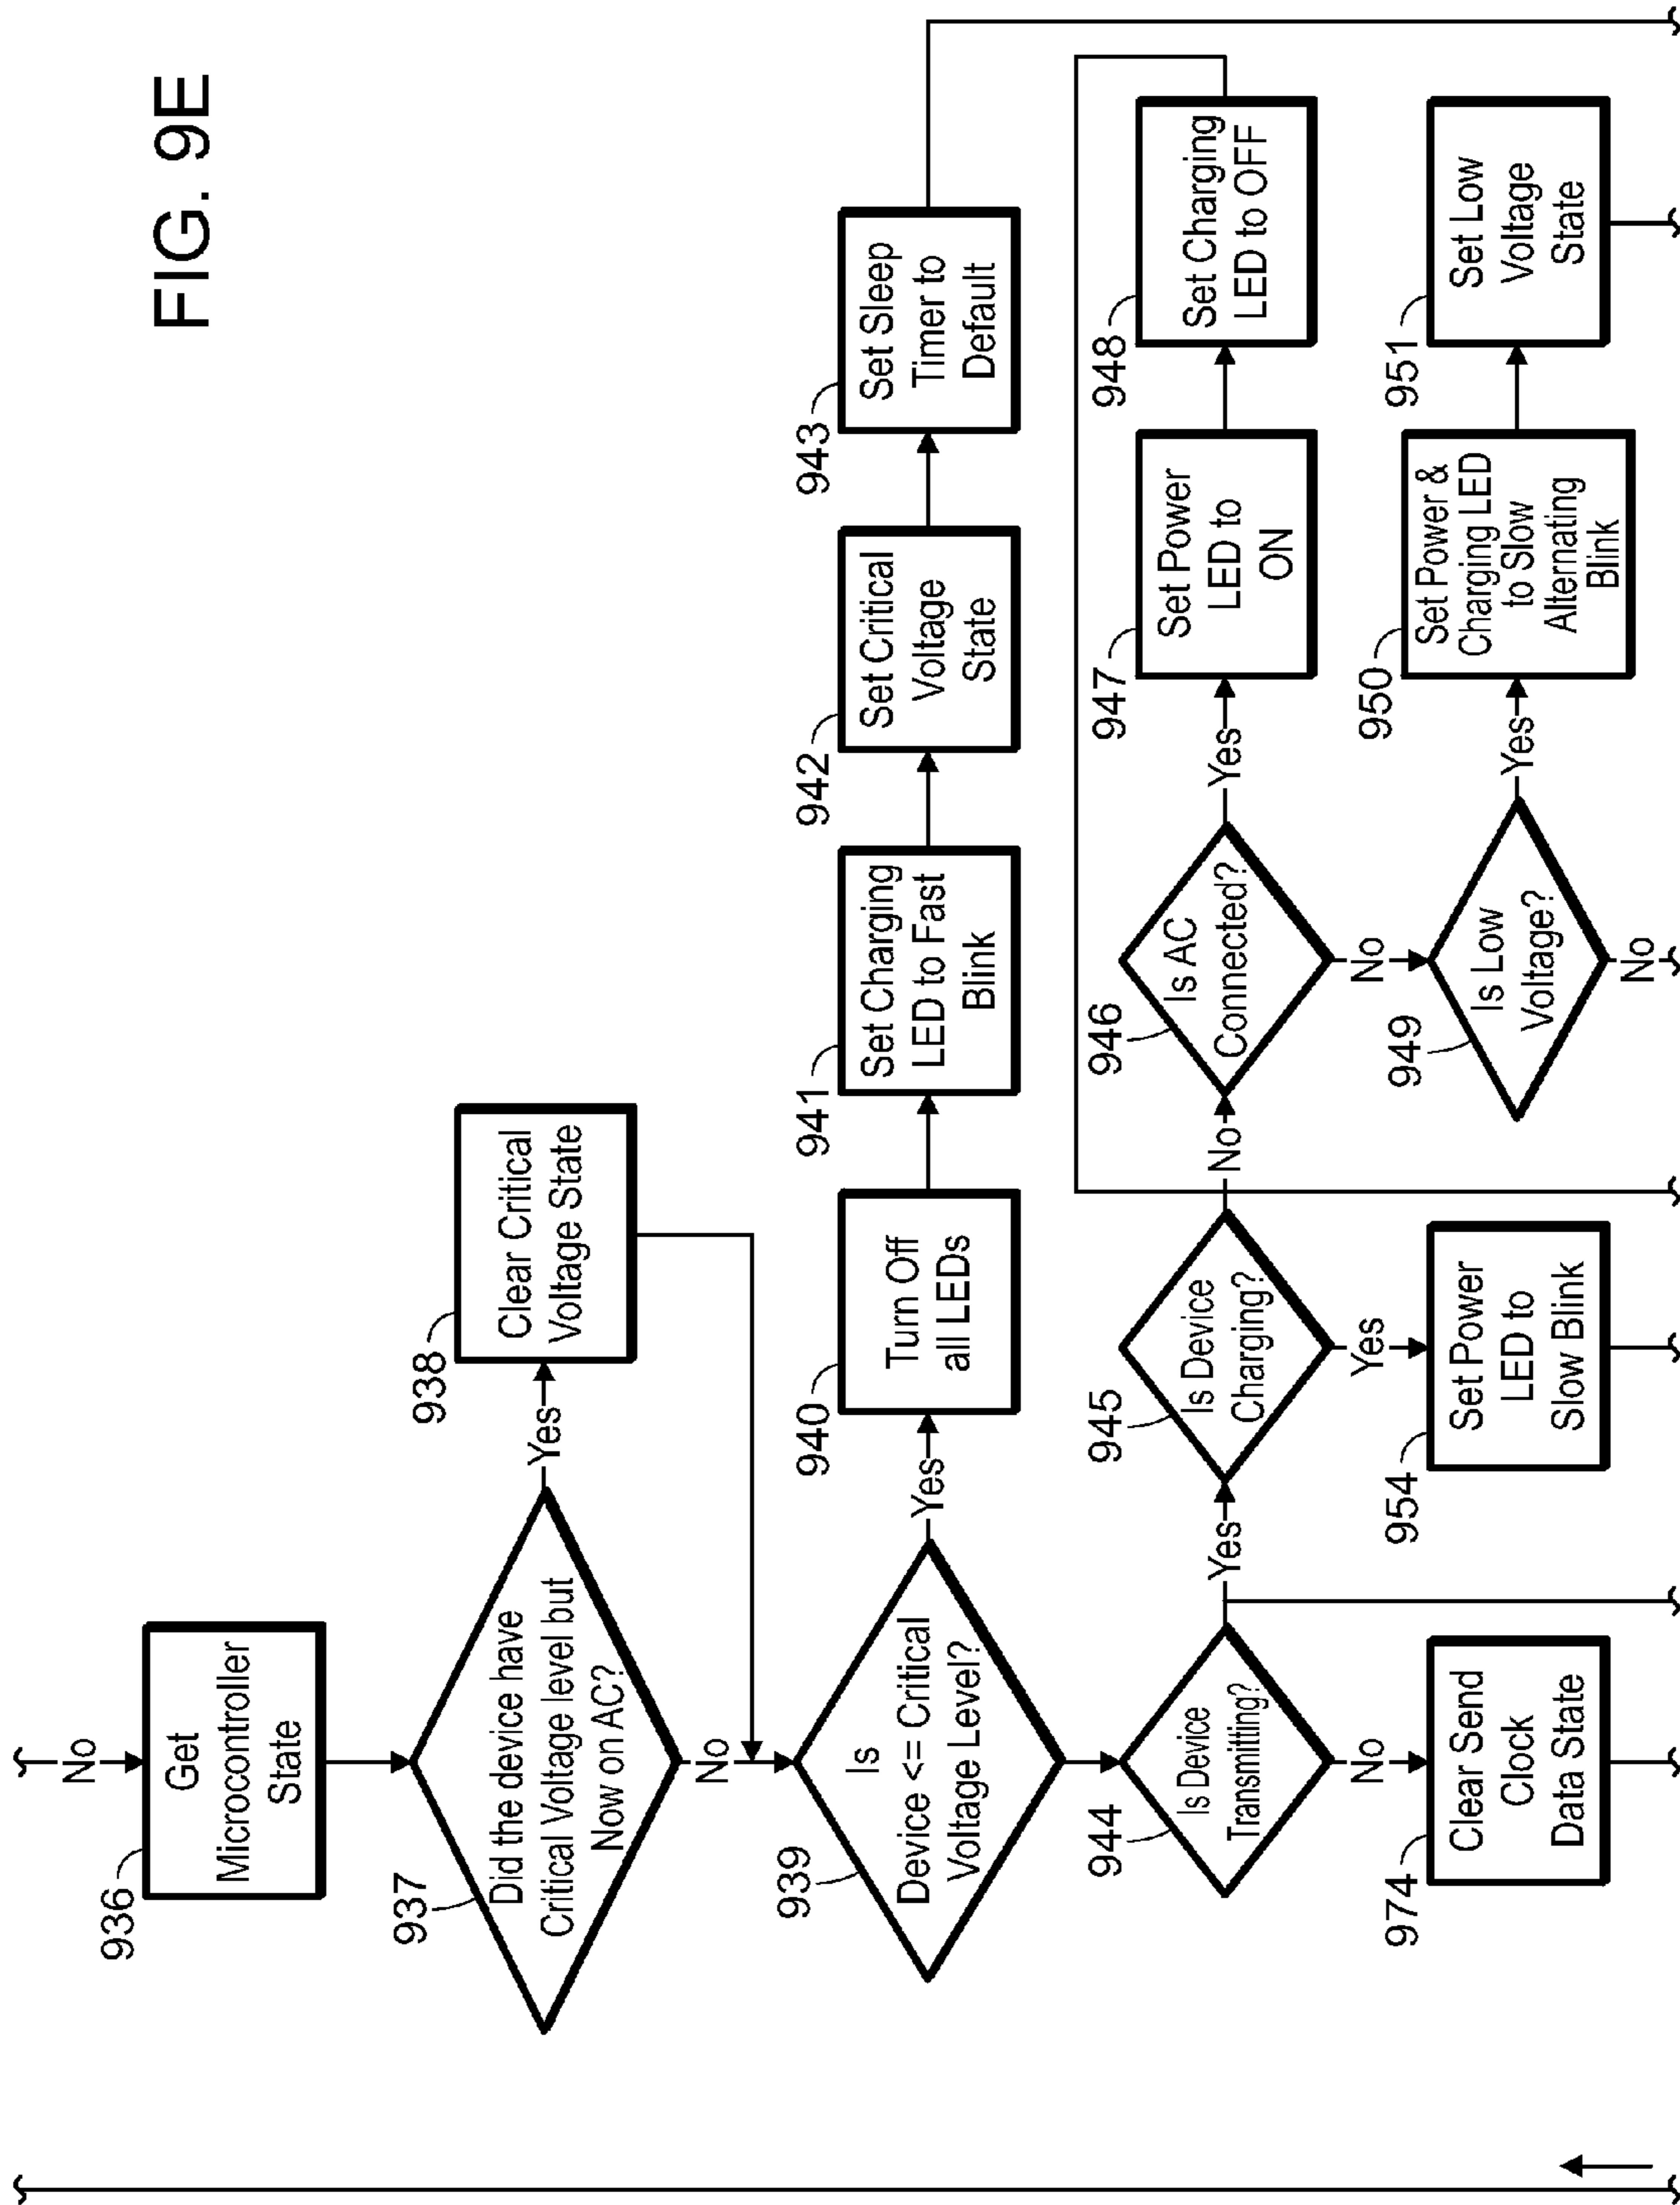 FIG. 9E
No
936
Get
Microcontroller
State
937
Did the device have
Critical Voltage level but
Now on AC?
Yes
938
Clear Critical
Voltage State
No
939
Is
Device <= Critical
Voltage Level?
Yes
940
Turn Off
all LEDs
941
Set Charging
LED to Fast
Blink
942
Set Critical
Voltage
State
943
Set Sleep
Timer to
Default
944
Is Device
Transmitting?
Yes
945
Is Device
Charging?
No
946
Is AC
Connected?
Yes
947
Set Power
LED to
ON
948
Set Charging
LED to OFF
No
974
Clear Send
Clock
Data State
Yes
954
Set Power
LED to
Slow Blink
No
949
Is Low
Voltage?
Yes
950
Set Power &
Charging LED
to Slow
Alternating
Blink
951
Set Low
Voltage
State
No